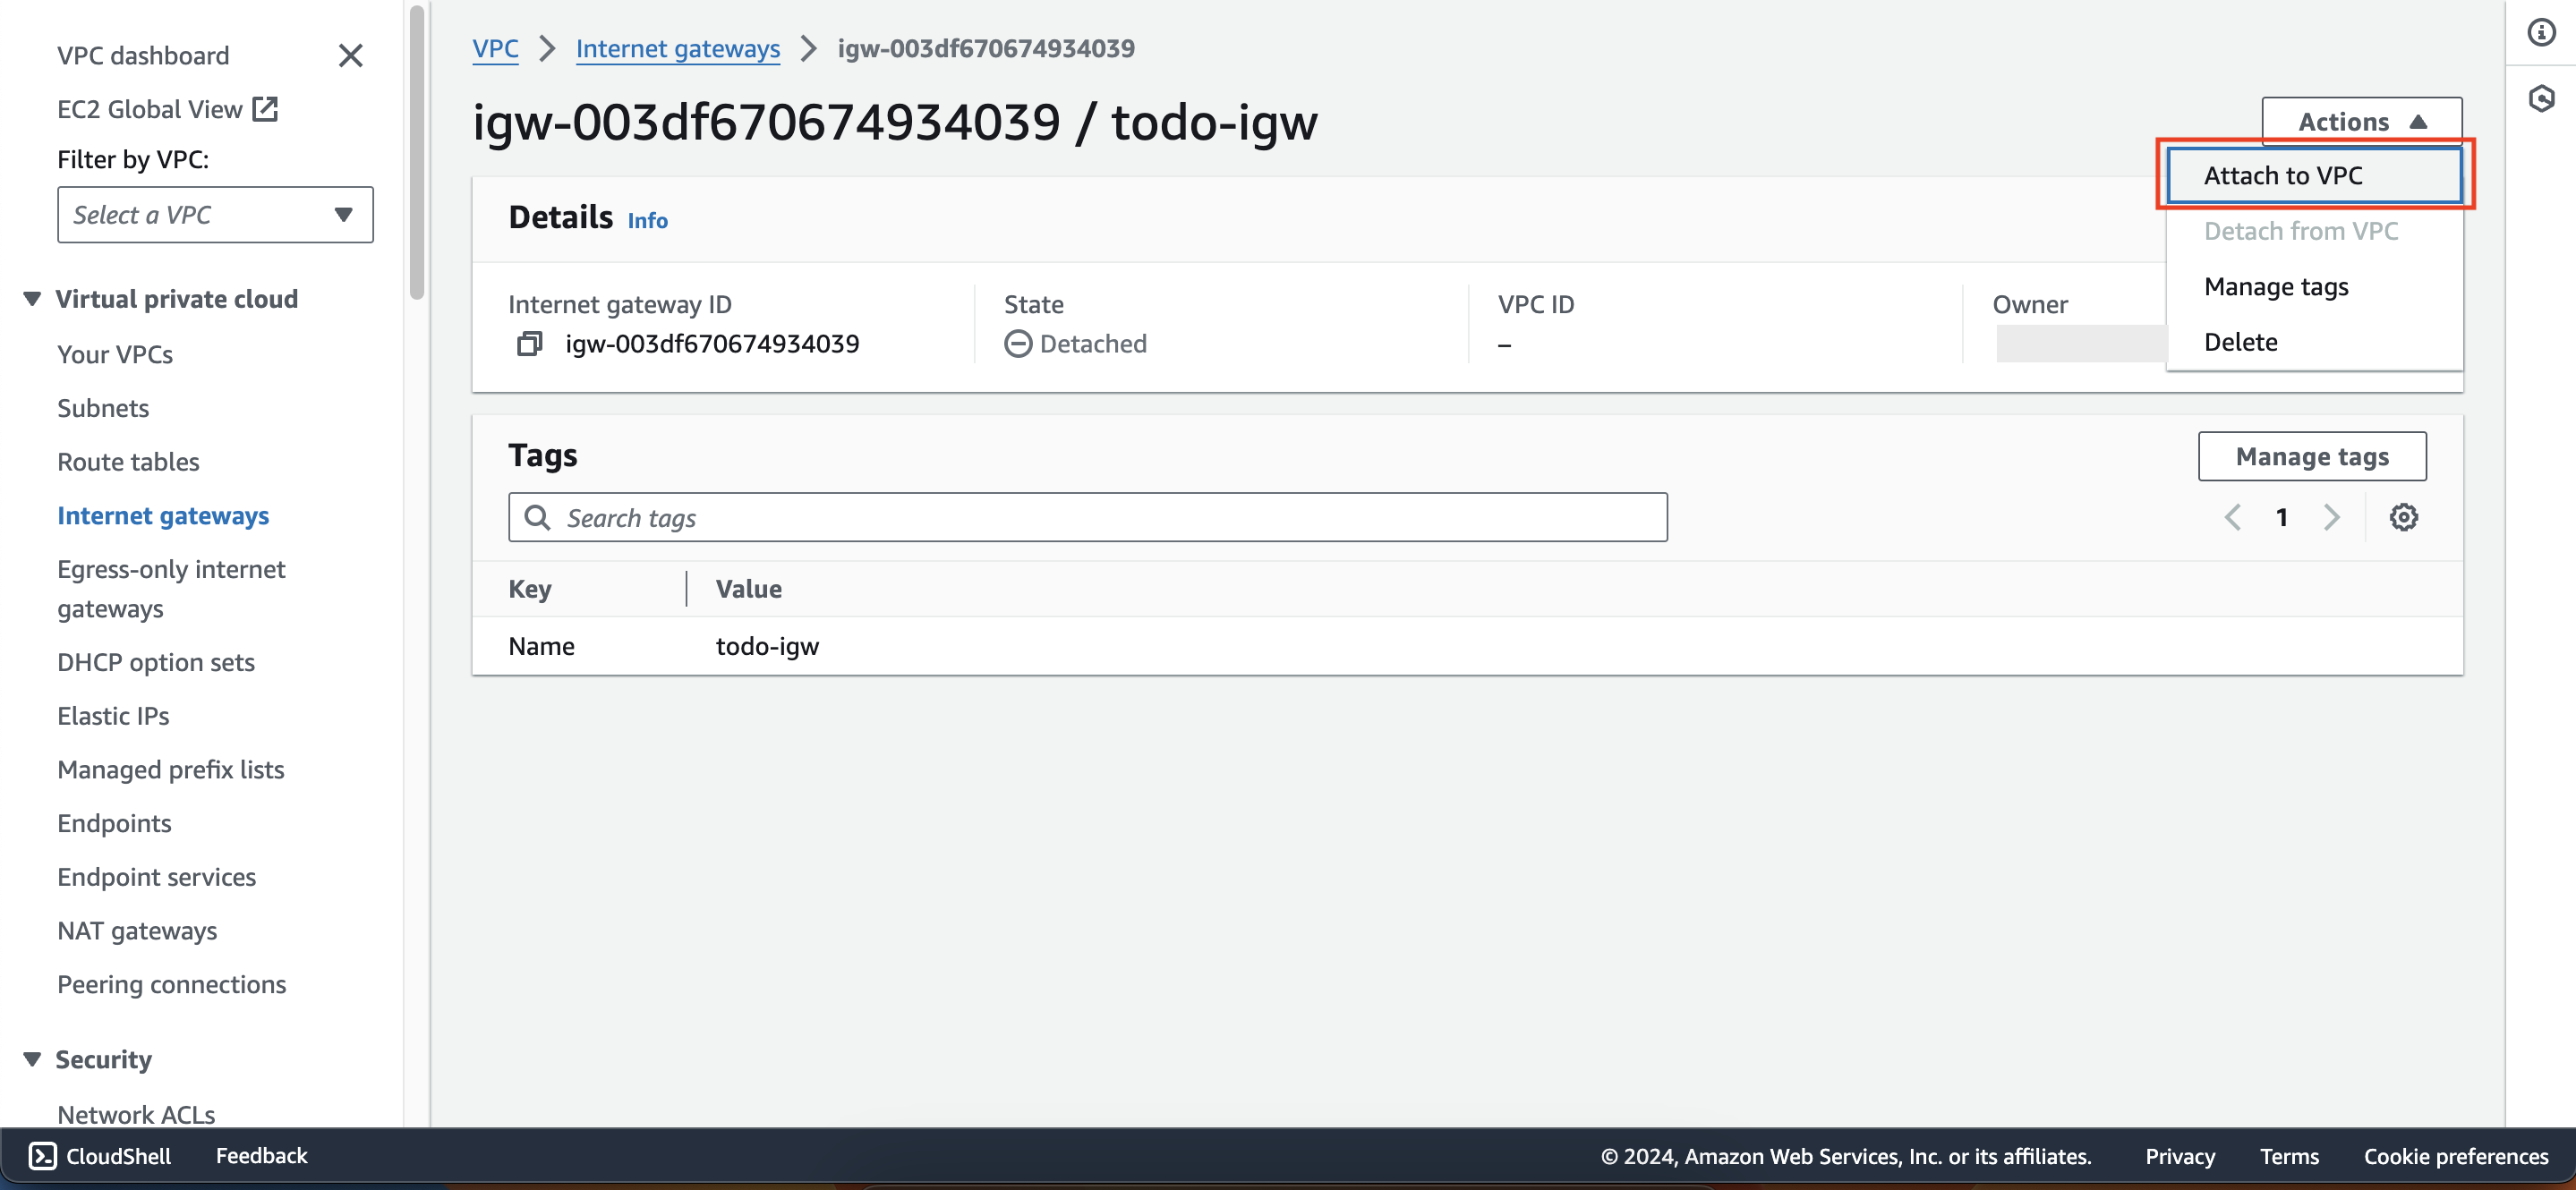 VPC dashboard
EC2 Global View
Filter by VPC:
Select a VPC
Virtual private cloud
Your VPCs
Subnets
Route tables
Internet gateways
Egress-only internet
gateways
DHCP option sets
Elastic IPs
Managed prefix lists
Endpoints
Endpoint services
NAT gateways
Peering connections
Security
Network ACLs
VPC > Internet gateways > igw-003df670674934039
igw-003df670674934039 / todo-igw
Actions
Attach to VPC
Detach from VPC
Manage tags
Delete
Details Info
Internet gateway ID
igw-003df670674934039
State
Detached
VPC ID
–
Owner
Tags
Manage tags
Search tags
1
Key Value
Name todo-igw
CloudShell Feedback © 2024, Amazon Web Services, Inc. or its affiliates. Privacy Terms Cookie preferences